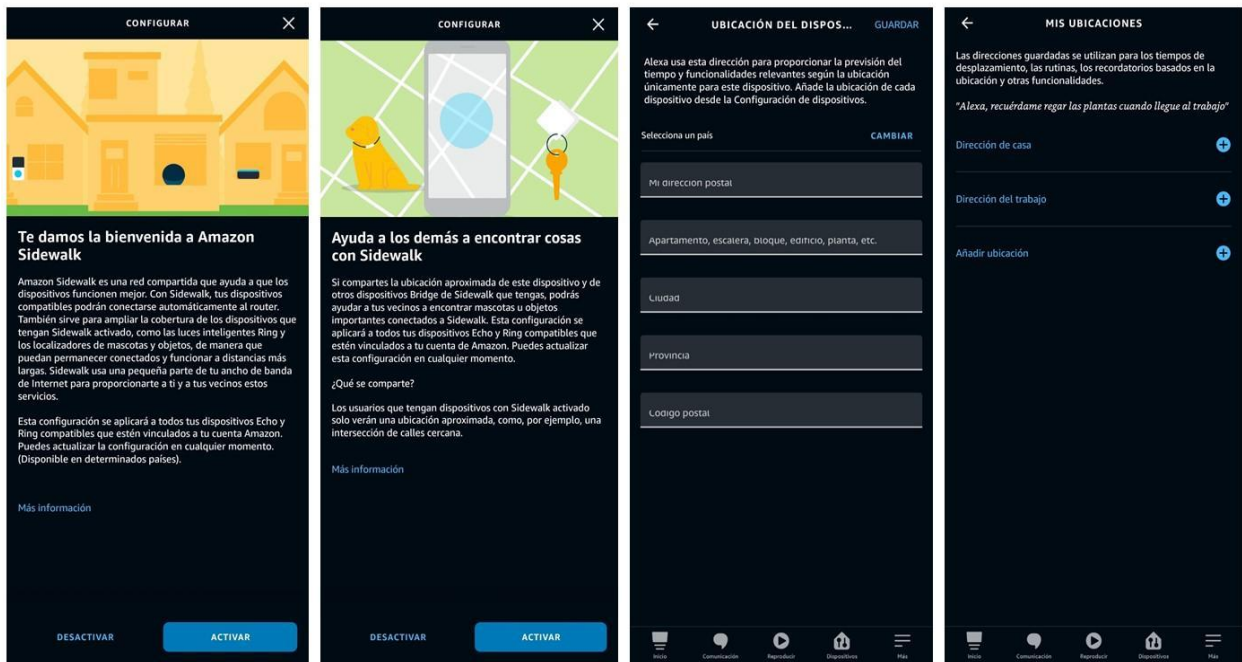 CONFIGURAR
Te damos la bienvenida a Amazon
Sidewalk
Amazon Sidewalk es una red compartida que ayuda a que los
dispositivos funcionen mejor. Con Sidewalk, tus dispositivos
compatibles podrán conectarse automáticamente al router.
También sirve para ampliar la cobertura de los dispositivos que
tengan Sidewalk activado, como las luces inteligentes Ring y
los localizadores de mascotas y objetos, de manera que
puedan permanecer conectados y funcionar a distancias más
largas. Sidewalk usa una pequeña parte de tu ancho de banda
de Internet para proporcionarte a ti y a tus vecinos estos
servicios.
Esta configuración se aplicará a todos tus dispositivos Echo y
Ring compatibles que estén vinculados a tu cuenta Amazon.
Puedes actualizar la configuración en cualquier momento.
(Disponible en determinados países).
Más información
DESACTIVAR
ACTIVAR
CONFIGURAR
Ayuda a los demás a encontrar cosas
con Sidewalk
Si compartes la ubicación aproximada de este dispositivo y de
otros dispositivos Bridge de Sidewalk que tengas, podrás
ayudar a tus vecinos a encontrar mascotas u objetos
importantes conectados a Sidewalk. Esta configuración se
aplicará a todos tus dispositivos Echo y Ring compatibles que
estén vinculados a tu cuenta de Amazon. Puedes actualizar
esta configuración en cualquier momento.
¿Qué se comparte?
Los usuarios que tengan dispositivos con Sidewalk activado
solo verán una ubicación aproximada, como, por ejemplo, una
intersección de calles cercana.
Más información
DESACTIVAR
ACTIVAR
UBICACIÓN DEL DISPOS...
GUARDAR
Alexa usa esta dirección para proporcionar la previsión del
tiempo y funcionalidades relevantes según la ubicación
únicamente para este dispositivo. Añade la ubicación de cada
dispositivo desde la Configuración de dispositivos.
Selecciona un país
CAMBIAR
Mi dirección postal
Apartamento, escalera, bloque, edificio, planta, etc.
Ciudad
Provincia
Código postal
Inicio
Comunicación
Reproducir
Dispositivos
Más
MIS UBICACIONES
Las direcciones guardadas se utilizan para los tiempos de
desplazamiento, las rutinas, los recordatorios basados en la
ubicación y otras funcionalidades.
"Alexa, recuérdame regar las plantas cuando llegue al trabajo"
Dirección de casa
Dirección del trabajo
Añadir ubicación
Inicio
Comunicación
Reproducir
Dispositivos
Más